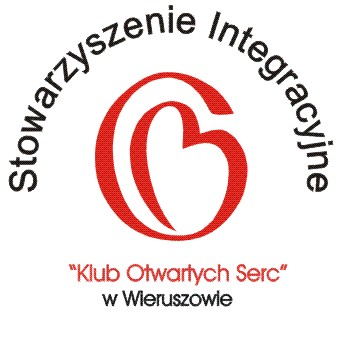 Stowarzyszenie Integracyjne
"Klub Otwartych Serc"
w Wieruszowie